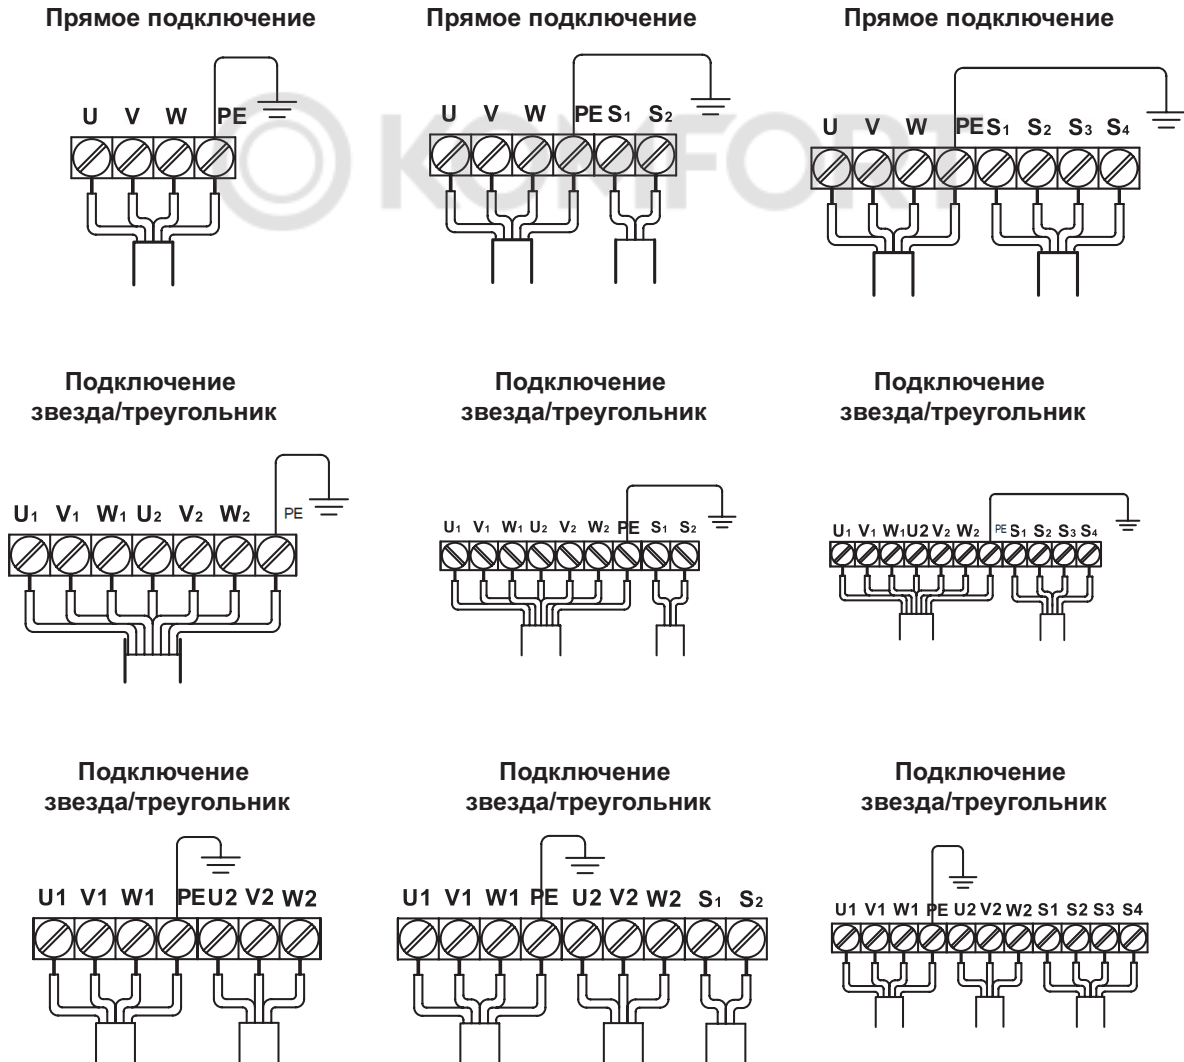 Прямое подключение
Прямое подключение
Прямое подключение
U V W PE
U V W PE S1 S2
U V W PE S1 S2 S3 S4
KOMFORT
Подключение
звезда/треугольник
Подключение
звезда/треугольник
Подключение
звезда/треугольник
U1 V1 W1 U2 V2 W2 PE
U1 V1 W1 U2 V2 W2 PE S1 S2
U1 V1 W1 U2 V2 W2 PE S1 S2 S3 S4
Подключение
звезда/треугольник
Подключение
звезда/треугольник
Подключение
звезда/треугольник
U1 V1 W1 PE U2 V2 W2
U1 V1 W1 PE U2 V2 W2 S1 S2
U1 V1 W1 PE U2 V2 W2 S1 S2 S3 S4